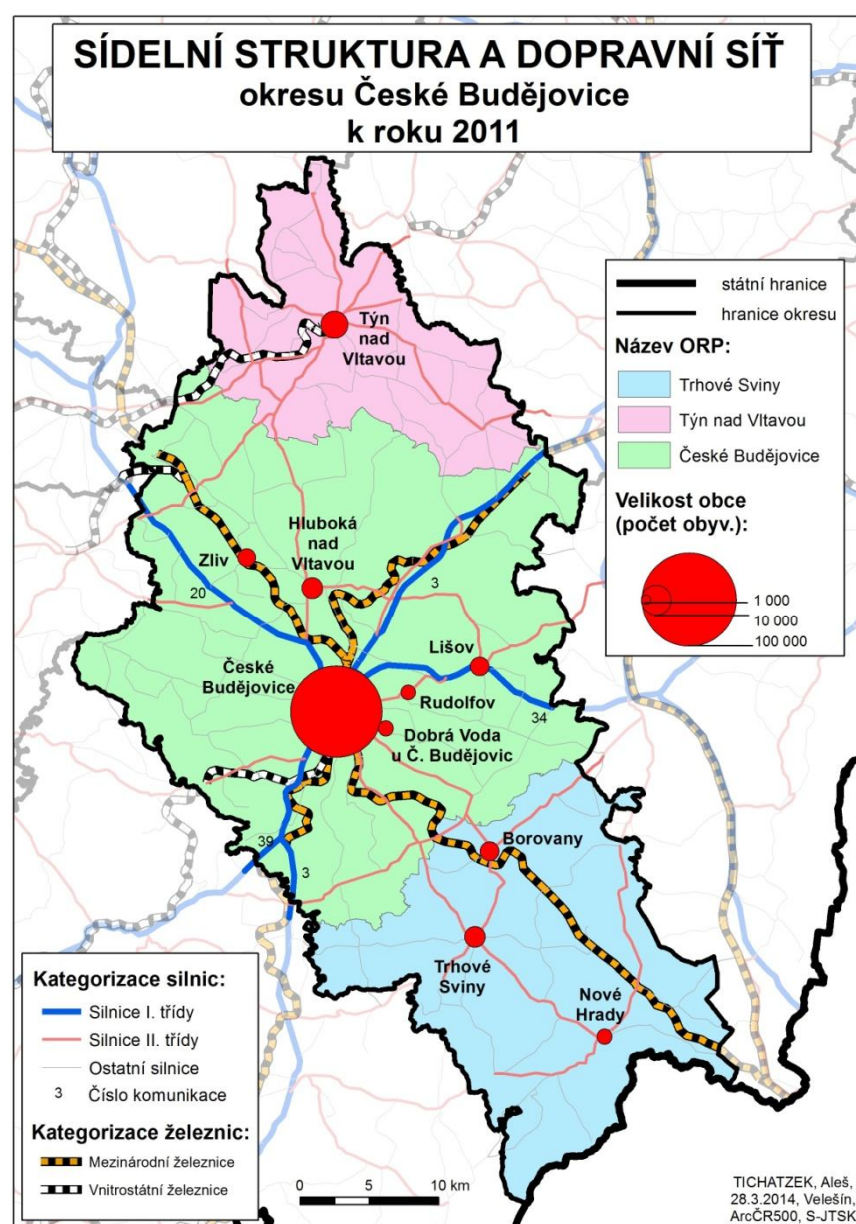 SÍDELNÍ STRUKTURA A DOPRAVNÍ SÍŤ
okresu České Budějovice
k roku 2011
státní hranice
hranice okresu
Název ORP:
Trhové Sviny
Týn nad Vltavou
České Budějovice
Velikost obce
(počet obyv.):
1 000
10 000
100 000
Týn
nad
Vltavou
Hluboká
nad
Vltavou
Zliv
20
3
Lišov
České
Budějovice
Rudolfov
34
Dobrá Voda
u Č. Budějovic
39
3
Borovany
Trhové
Sviny
Nové
Hrady
Kategorizace silnic:
Silnice I. třídy
Silnice II. třídy
Ostatní silnice
3 Číslo komunikace
Kategorizace železnic:
Mezinárodní železnice
Vnitrostátní železnice
0 5 10 km
TICHATZEK, Aleš,
28.3.2014, Velešín,
ArcČR500, S-JTSK